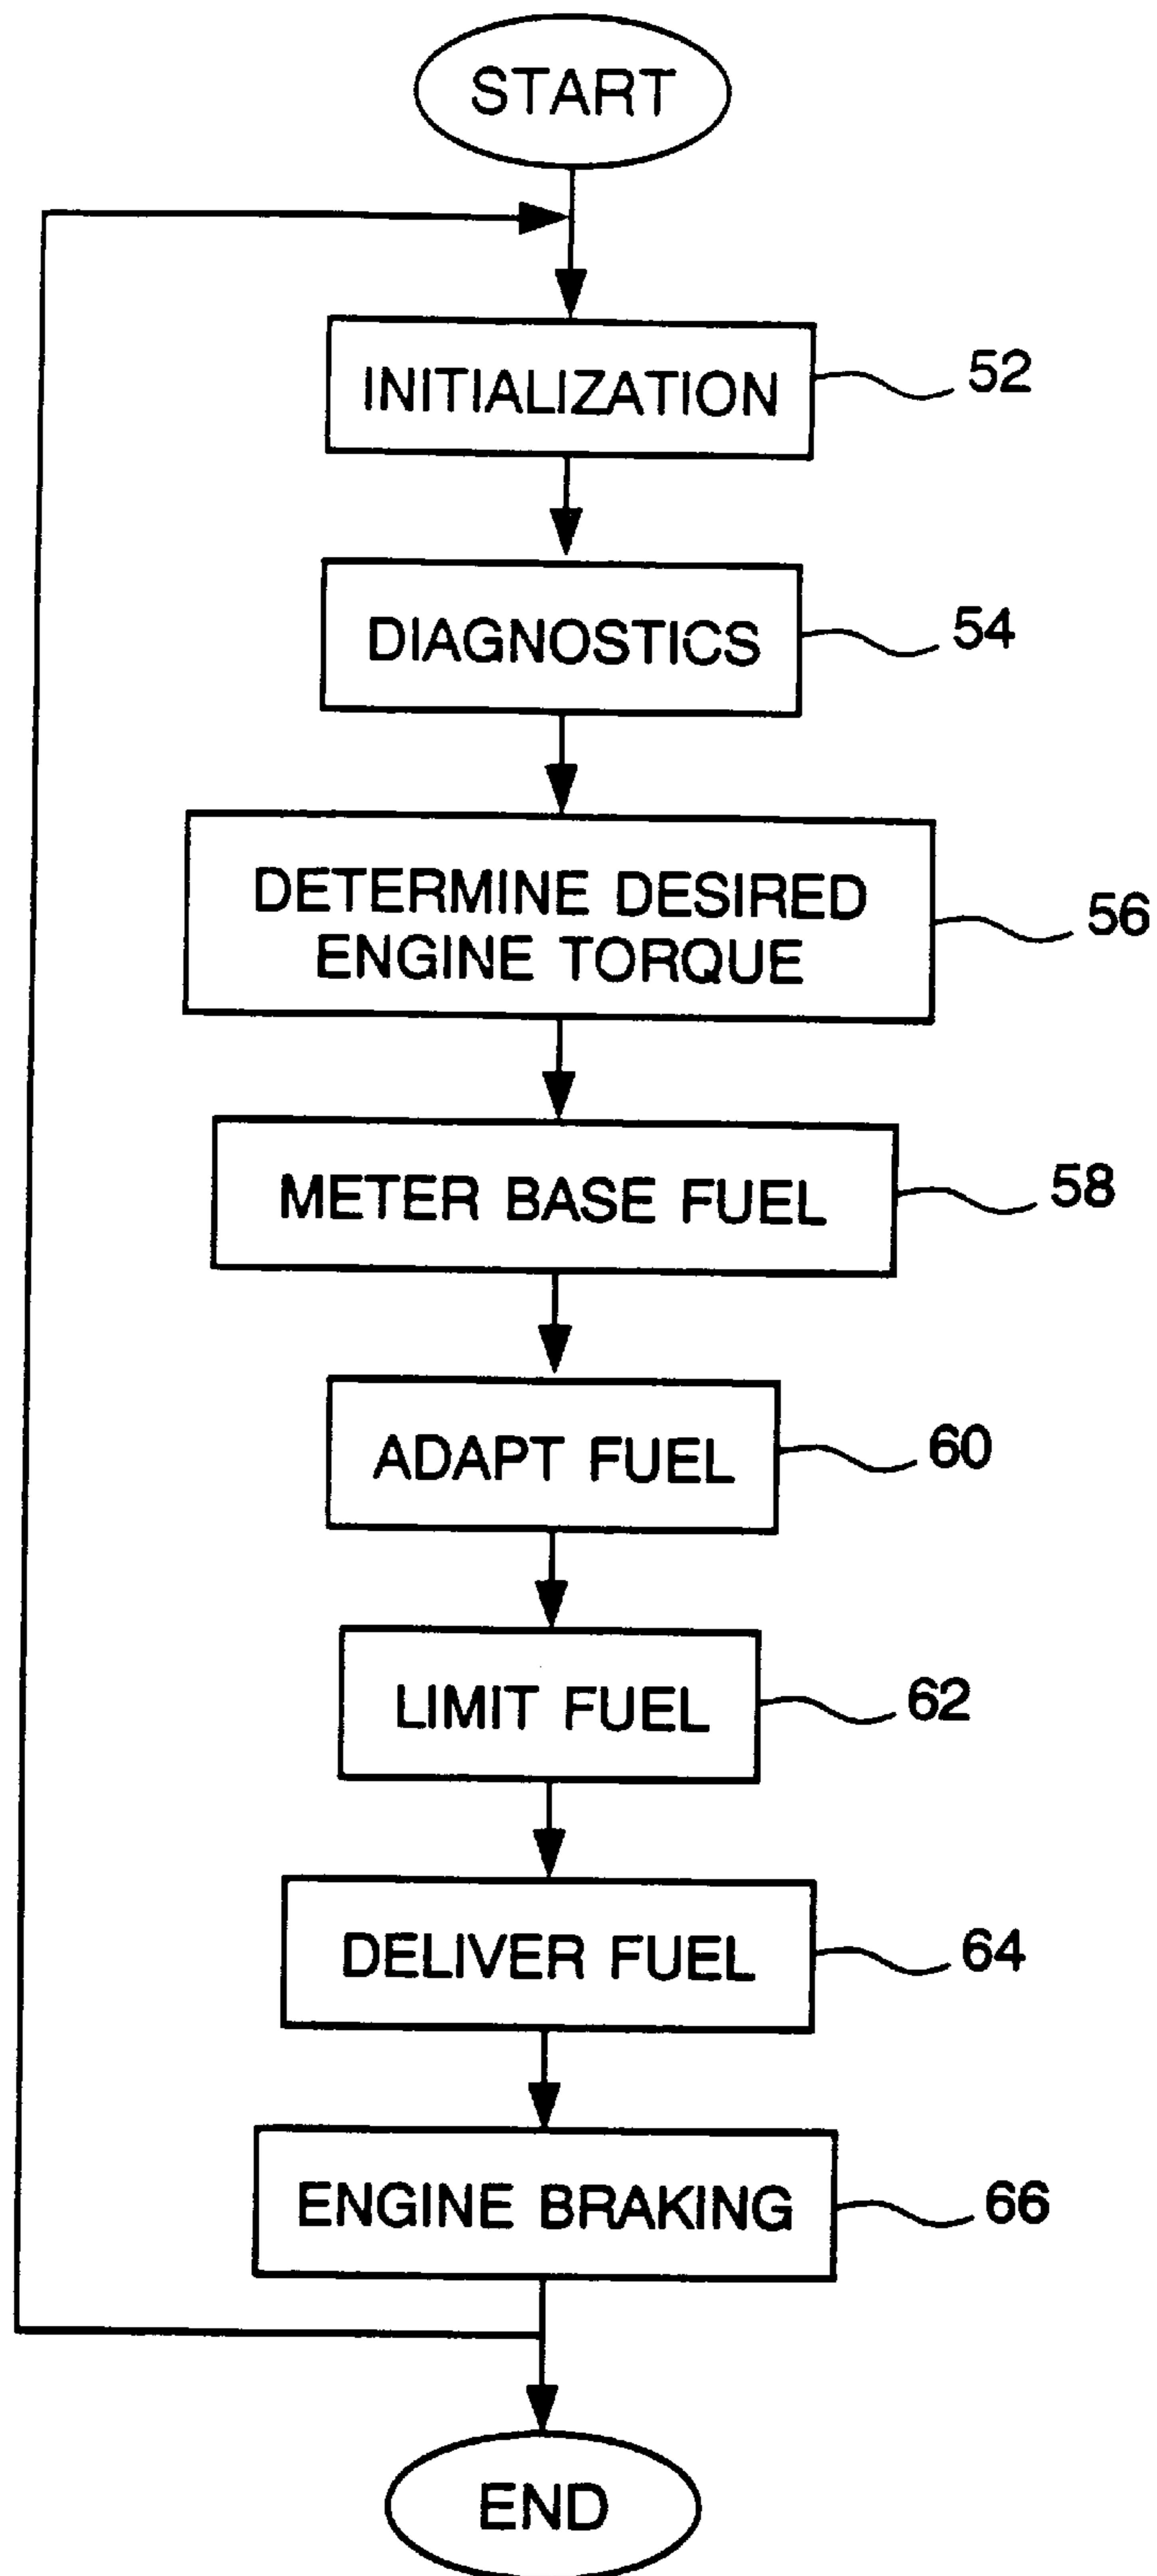 START
INITIALIZATION
52
DIAGNOSTICS
54
DETERMINE DESIRED
ENGINE TORQUE
56
METER BASE FUEL
58
ADAPT FUEL
60
LIMIT FUEL
62
DELIVER FUEL
64
ENGINE BRAKING
66
END